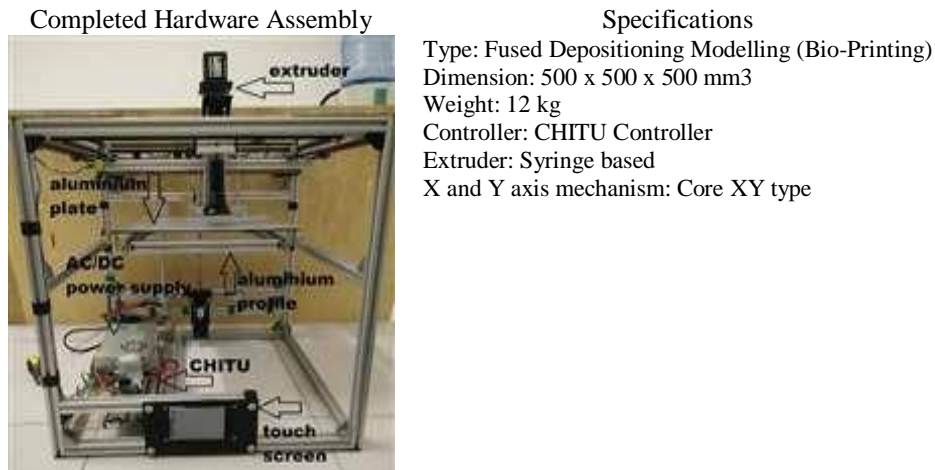 Completed Hardware Assembly
Specifications
Type: Fused Depositioning Modelling (Bio-Printing)
Dimension: 500 x 500 x 500 mm3
Weight: 12 kg
Controller: CHITU Controller
Extruder: Syringe based
X and Y axis mechanism: Core XY type
extruder
aluminium
plate
AC/DC
power supply
aluminium
profile
CHITU
touch
screen